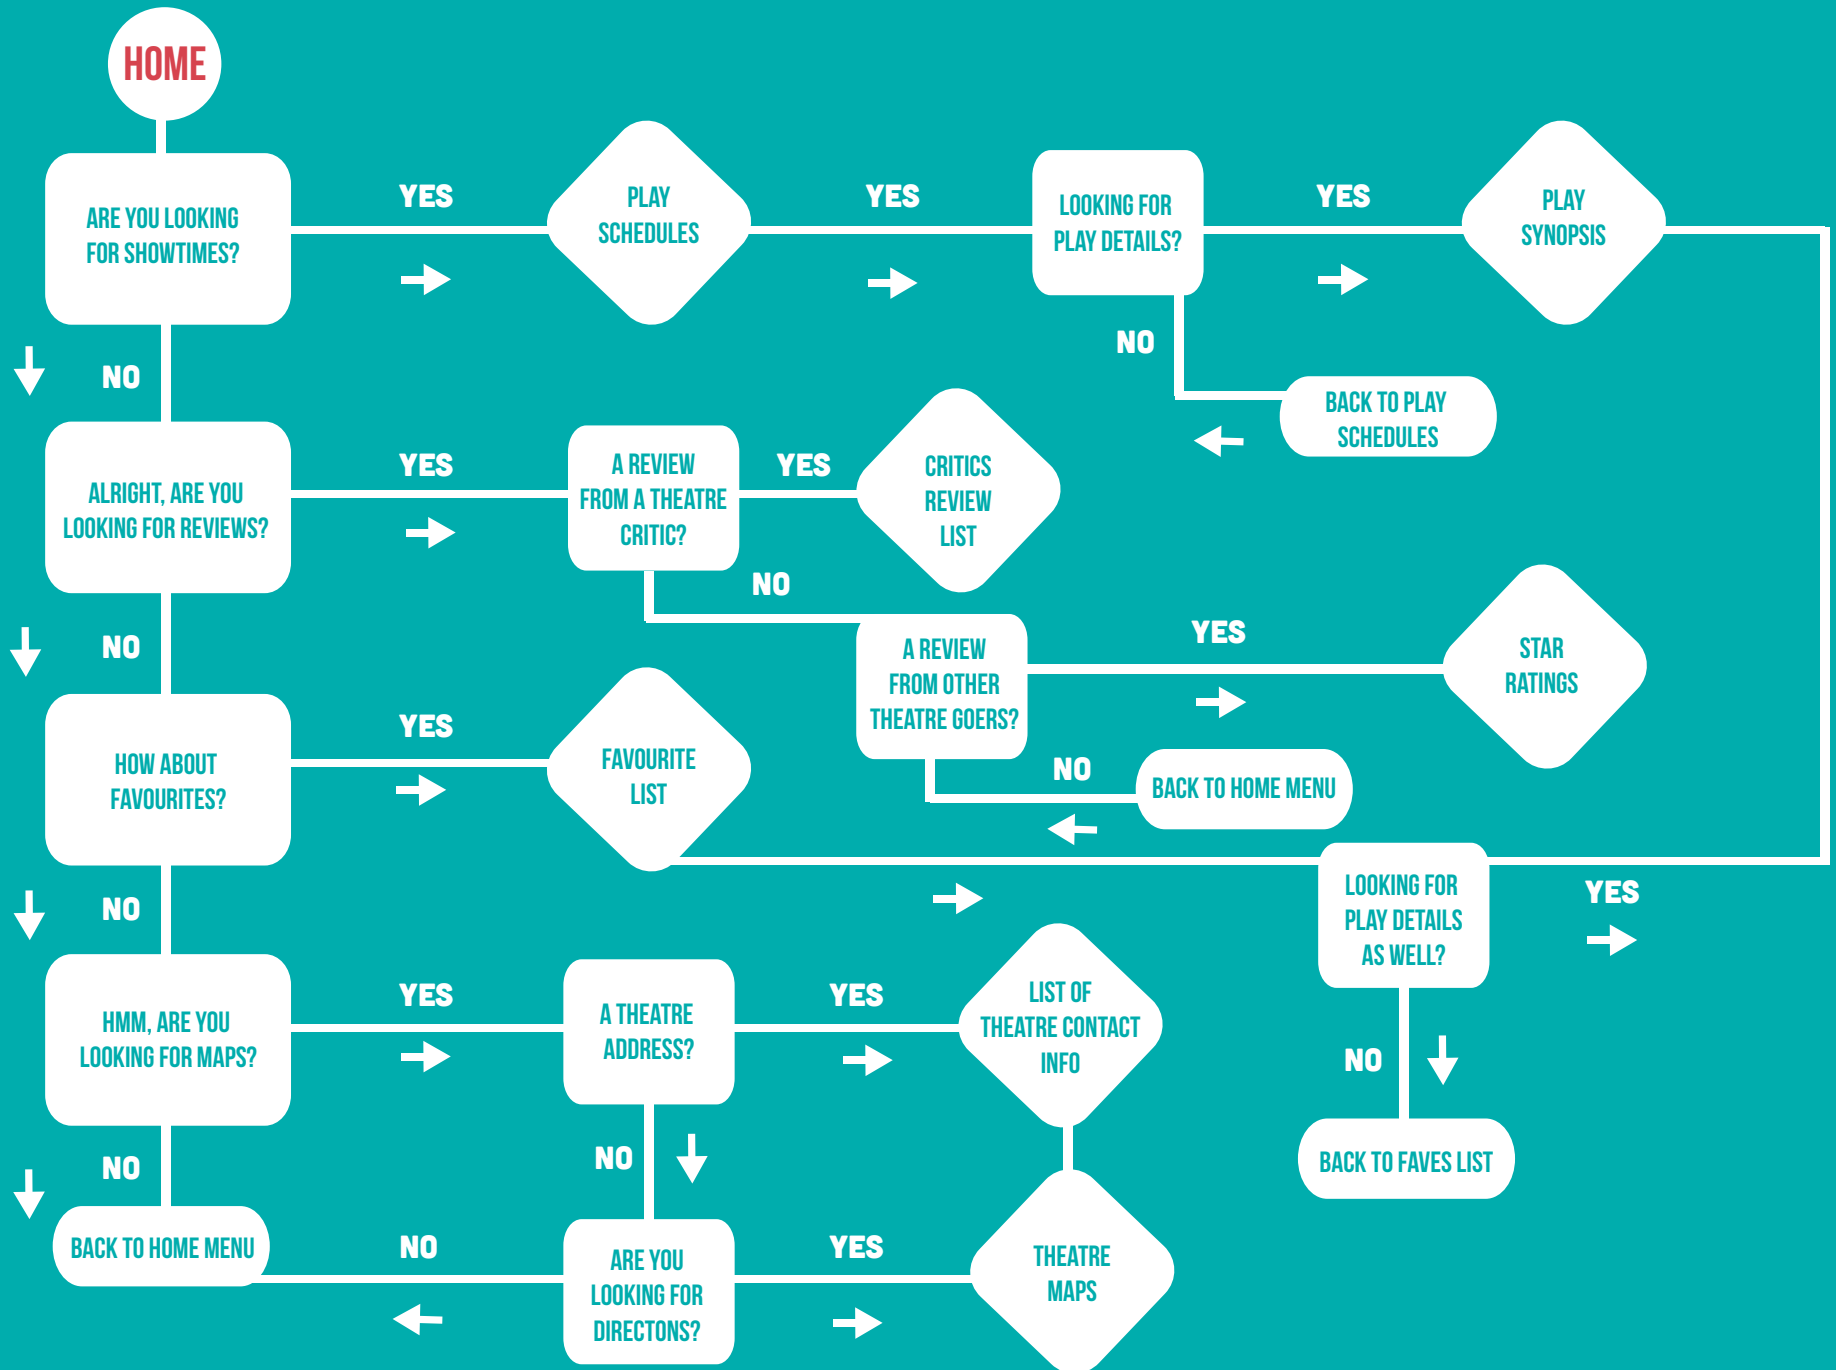 HOME
ARE YOU LOOKING
FOR SHOWTIMES?
YES
PLAY
SCHEDULES
YES
LOOKING FOR
PLAY DETAILS?
YES
PLAY
SYNOPSIS
NO
BACK TO PLAY
SCHEDULES
NO
ALRIGHT, ARE YOU
LOOKING FOR REVIEWS?
YES
A REVIEW
FROM A THEATRE
CRITIC?
YES
CRITICS
REVIEW
LIST
NO
A REVIEW
FROM OTHER
THEATRE GOERS?
YES
STAR
RATINGS
NO
BACK TO HOME MENU
NO
HOW ABOUT
FAVOURITES?
YES
FAVOURITE
LIST
LOOKING FOR
PLAY DETAILS
AS WELL?
YES
NO
BACK TO FAVES LIST
NO
HMM, ARE YOU
LOOKING FOR MAPS?
YES
A THEATRE
ADDRESS?
YES
LIST OF
THEATRE CONTACT
INFO
NO
NO
BACK TO HOME MENU
NO
ARE YOU
LOOKING FOR
DIRECTONS?
YES
THEATRE
MAPS